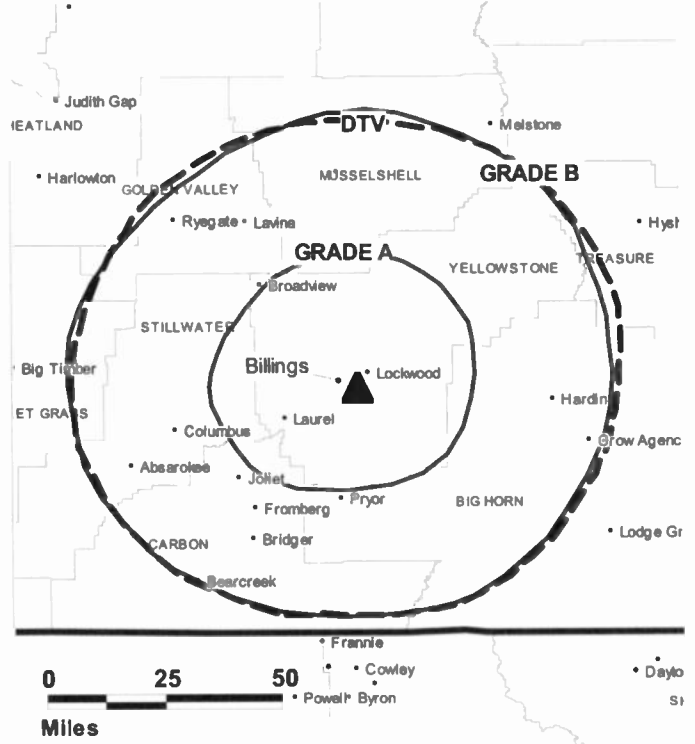 Judith Gap
IEATLAND
DTV
Melstone
Harlowton
GOLDEN VALLEY
MUSSELSHELL
GRADE B
Ryegate
Lavina
Hysh
GRADE A
TREASURE
YELLOWSTONE
Broadview
STILLWATER
Big Timber
Billings
Lockwood
ET GRASS
Hardin
Laurel
Columbus
Crow Agenc
Absarokee
Joliet
Pryor
BIG HORN
Fromberg
Lodge Gr
CARBON
Bridger
Bearcreek
Frannie
Cowley
Dayto
0 25 50
Powell
Byron
SH
Miles